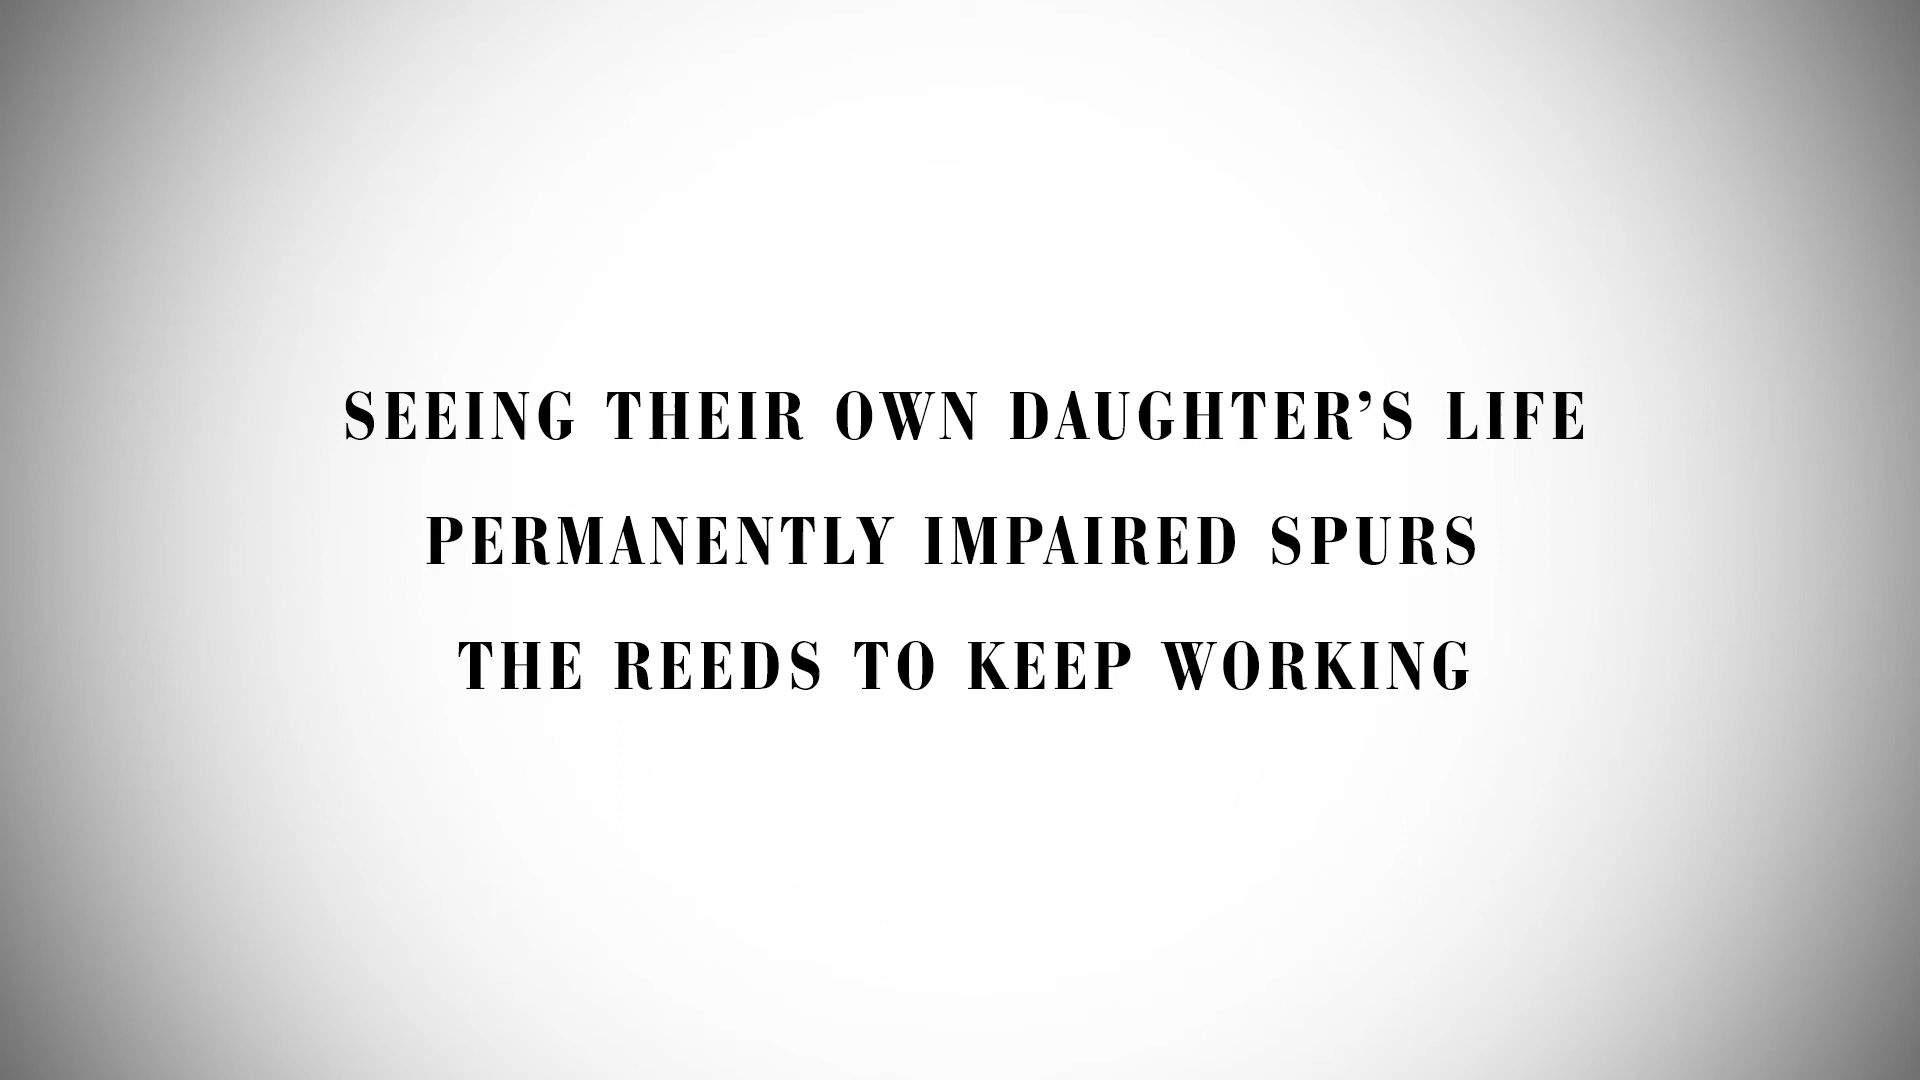 SEEING THEIR OWN DAUGHTER’S LIFE
PERMANENTLY IMPAIRED SPURS
THE REEDS TO KEEP WORKING